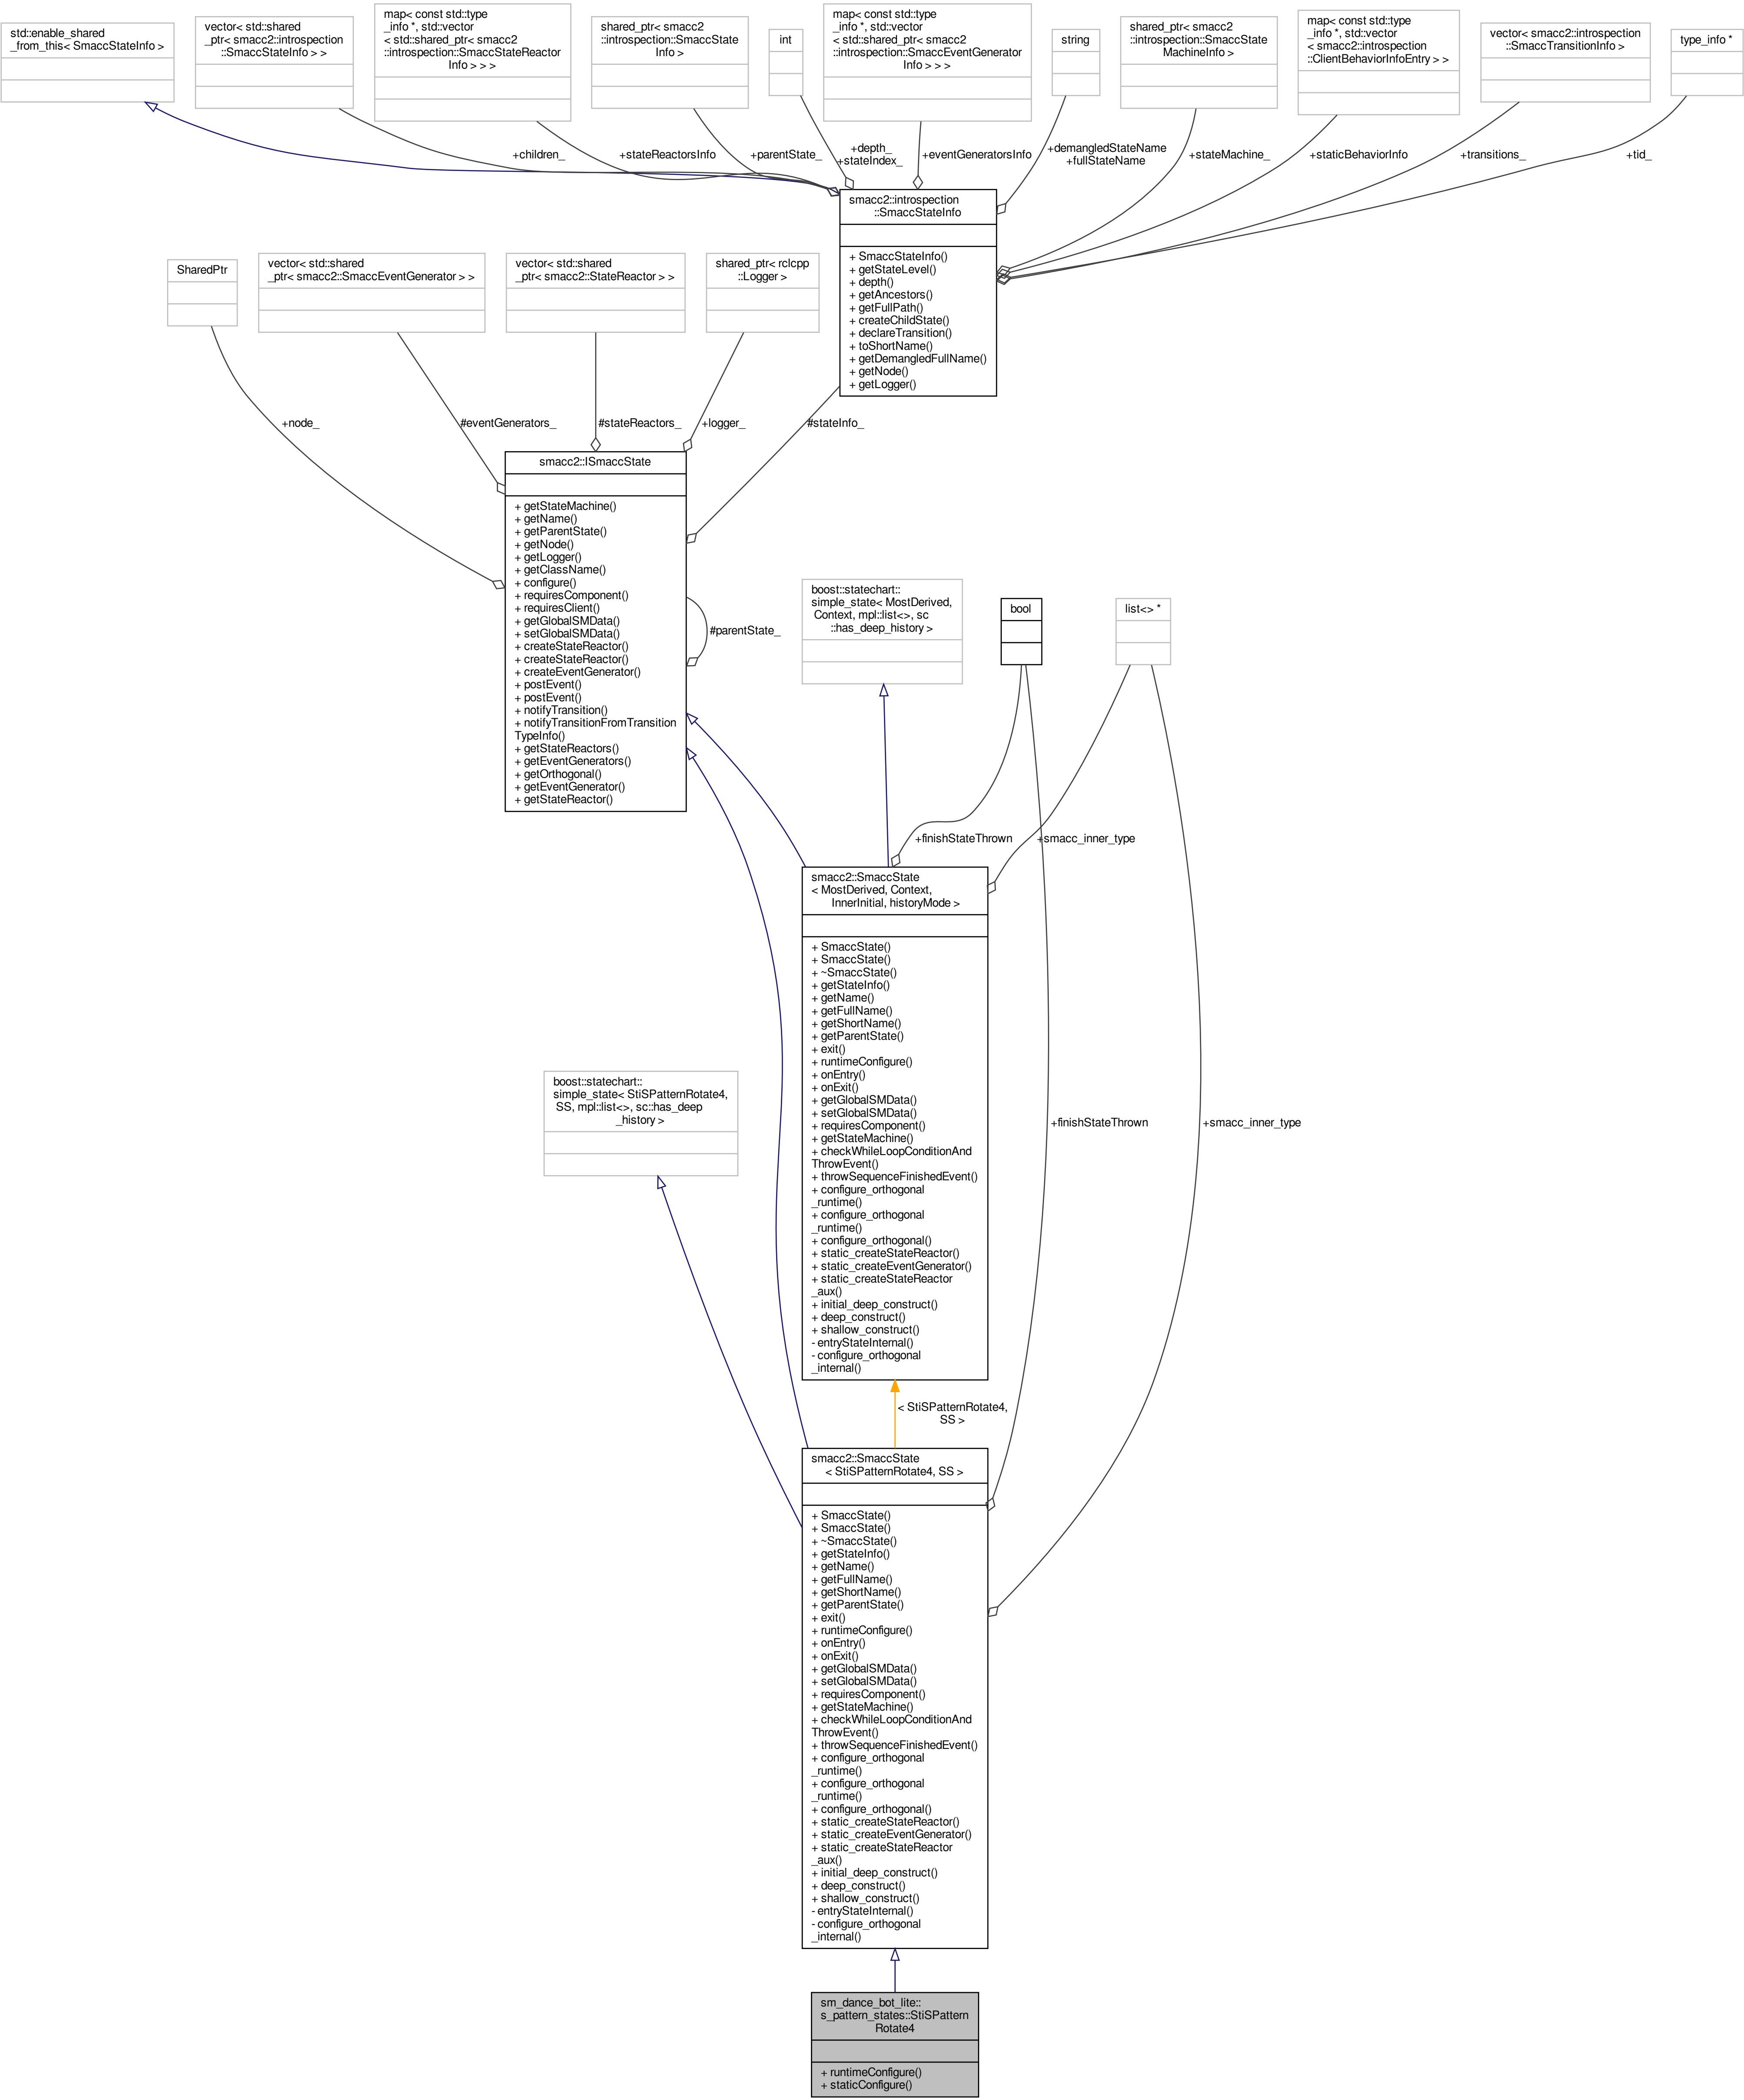 std::enable_shared
_from_this< SmaccStateInfo >
vector< std::shared
_ptr< smacc2::introspection
::SmaccStateInfo > >
map< const std::type
_info *, std::vector
< std::shared_ptr< smacc2
::introspection::SmaccStateReactor
Info > > >
shared_ptr< smacc2
::introspection::SmaccState
Info >
int
map< const std::type
_info *, std::vector
< std::shared_ptr< smacc2
::introspection::SmaccEventGenerator
Info > > >
string
shared_ptr< smacc2
::introspection::SmaccState
MachineInfo >
map< const std::type
_info *, std::vector
< smacc2::introspection
::ClientBehaviorInfoEntry > >
vector< smacc2::introspection
::SmaccTransitionInfo >
type_info *
+children_
+stateReactorsInfo
+parentState_
+depth_
+stateIndex_
+eventGeneratorsInfo
+demangledStateName
+fullStateName
+stateMachine_
+staticBehaviorInfo
+transitions_
+tid_
smacc2::introspection
::SmaccStateInfo
+ SmaccStateInfo()
+ getStateLevel()
+ depth()
+ getAncestors()
+ getFullPath()
+ createChildState()
+ declareTransition()
+ toShortName()
+ getDemangledFullName()
+ getNode()
+ getLogger()
SharedPtr
vector< std::shared
_ptr< smacc2::SmaccEventGenerator > >
vector< std::shared
_ptr< smacc2::StateReactor > >
shared_ptr< rclcpp
::Logger >
+node_
#eventGenerators_
#stateReactors_
+logger_
#stateInfo_
smacc2::ISmaccState
+ getStateMachine()
+ getName()
+ getParentState()
+ getNode()
+ getLogger()
+ getClassName()
+ configure()
+ requiresComponent()
+ requiresClient()
+ getGlobalSMData()
+ setGlobalSMData()
+ createStateReactor()
+ createStateReactor()
+ createEventGenerator()
+ postEvent()
+ postEvent()
+ notifyTransition()
+ notifyTransitionFromTransition
TypeInfo()
+ getStateReactors()
+ getEventGenerators()
+ getOrthogonal()
+ getEventGenerator()
+ getStateReactor()
#parentState_
boost::statechart::
simple_state< MostDerived,
Context, mpl::list<>, sc
::has_deep_history >
bool
list<> *
+finishStateThrown
+smacc_inner_type
smacc2::SmaccState
< MostDerived, Context,
InnerInitial, historyMode >
+ SmaccState()
+ SmaccState()
+ ~SmaccState()
+ getStateInfo()
+ getName()
+ getFullName()
+ getShortName()
+ getParentState()
+ exit()
+ runtimeConfigure()
+ onEntry()
+ onExit()
+ getGlobalSMData()
+ setGlobalSMData()
+ requiresComponent()
+ getStateMachine()
+ checkWhileLoopConditionAnd
ThrowEvent()
+ throwSequenceFinishedEvent()
+ configure_orthogonal
_runtime()
+ configure_orthogonal
_runtime()
+ configure_orthogonal()
+ static_createStateReactor()
+ static_createEventGenerator()
+ static_createStateReactor
_aux()
+ initial_deep_construct()
+ deep_construct()
+ shallow_construct()
- entryStateInternal()
- configure_orthogonal
_internal()
boost::statechart::
simple_state< StiSPatternRotate4,
SS, mpl::list<>, sc::has_deep
_history >
+finishStateThrown
+smacc_inner_type
< StiSPatternRotate4,
SS >
smacc2::SmaccState
< StiSPatternRotate4, SS >
+ SmaccState()
+ SmaccState()
+ ~SmaccState()
+ getStateInfo()
+ getName()
+ getFullName()
+ getShortName()
+ getParentState()
+ exit()
+ runtimeConfigure()
+ onEntry()
+ onExit()
+ getGlobalSMData()
+ setGlobalSMData()
+ requiresComponent()
+ getStateMachine()
+ checkWhileLoopConditionAnd
ThrowEvent()
+ throwSequenceFinishedEvent()
+ configure_orthogonal
_runtime()
+ configure_orthogonal
_runtime()
+ configure_orthogonal()
+ static_createStateReactor()
+ static_createEventGenerator()
+ static_createStateReactor
_aux()
+ initial_deep_construct()
+ deep_construct()
+ shallow_construct()
- entryStateInternal()
- configure_orthogonal
_internal()
sm_dance_bot_lite::
s_pattern_states::StiSPattern
Rotate4
+ runtimeConfigure()
+ staticConfigure()